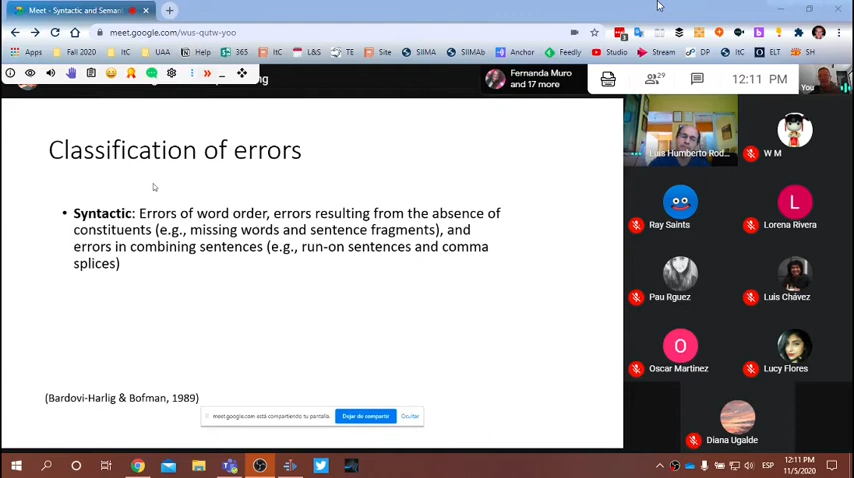 Meet - Syntactic and Semant
meet.google.com/wus-qutw-yoo
Apps Fall 2020 ItC UAA Help 365 ItC L&S TE Site SIIMA SIIMAb Anchor Feedly Studio Stream DP ItC ELT SH
Fernanda Muro
and 17 more
29
12:11 PM
You
Classification of errors
• Syntactic: Errors of word order, errors resulting from the absence of
constituents (e.g., missing words and sentence fragments), and
errors in combining sentences (e.g., run-on sentences and comma
splices)
(Bardovi-Harlig & Bofman, 1989)
meet.google.com está compartiendo tu pantalla.
Dejar de compartir
Ocultar
Luis Humberto Rod...
W M
Ray Saints
L
Lorena Rivera
Pau Rguez
Luis Chávez
O
Oscar Martinez
Lucy Flores
Diana Ugalde
ESP
12:11 PM
11/5/2020